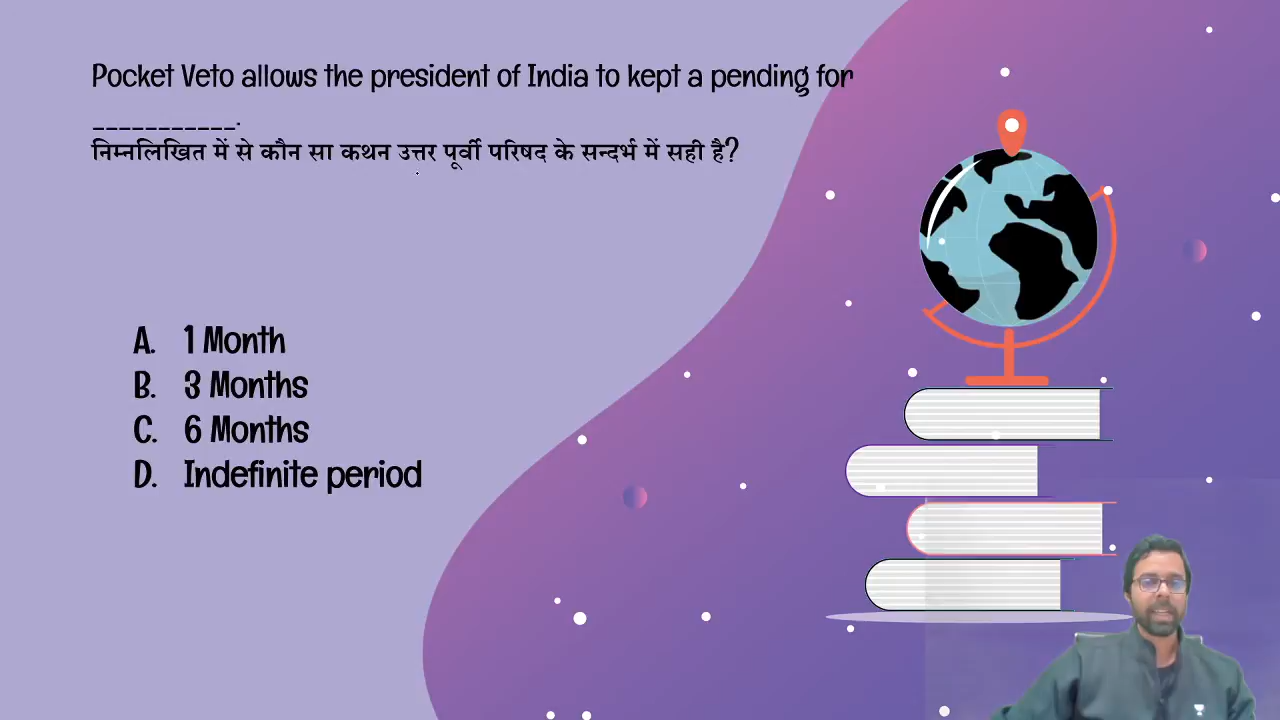 Pocket Veto allows the president of India to kept a pending for
___________.
निम्नलिखित में से कौन सा कथन उत्तर पूर्वी परिषद के सन्दर्भ में सही है?
A. 1 Month
B. 3 Months
C. 6 Months
D. Indefinite period